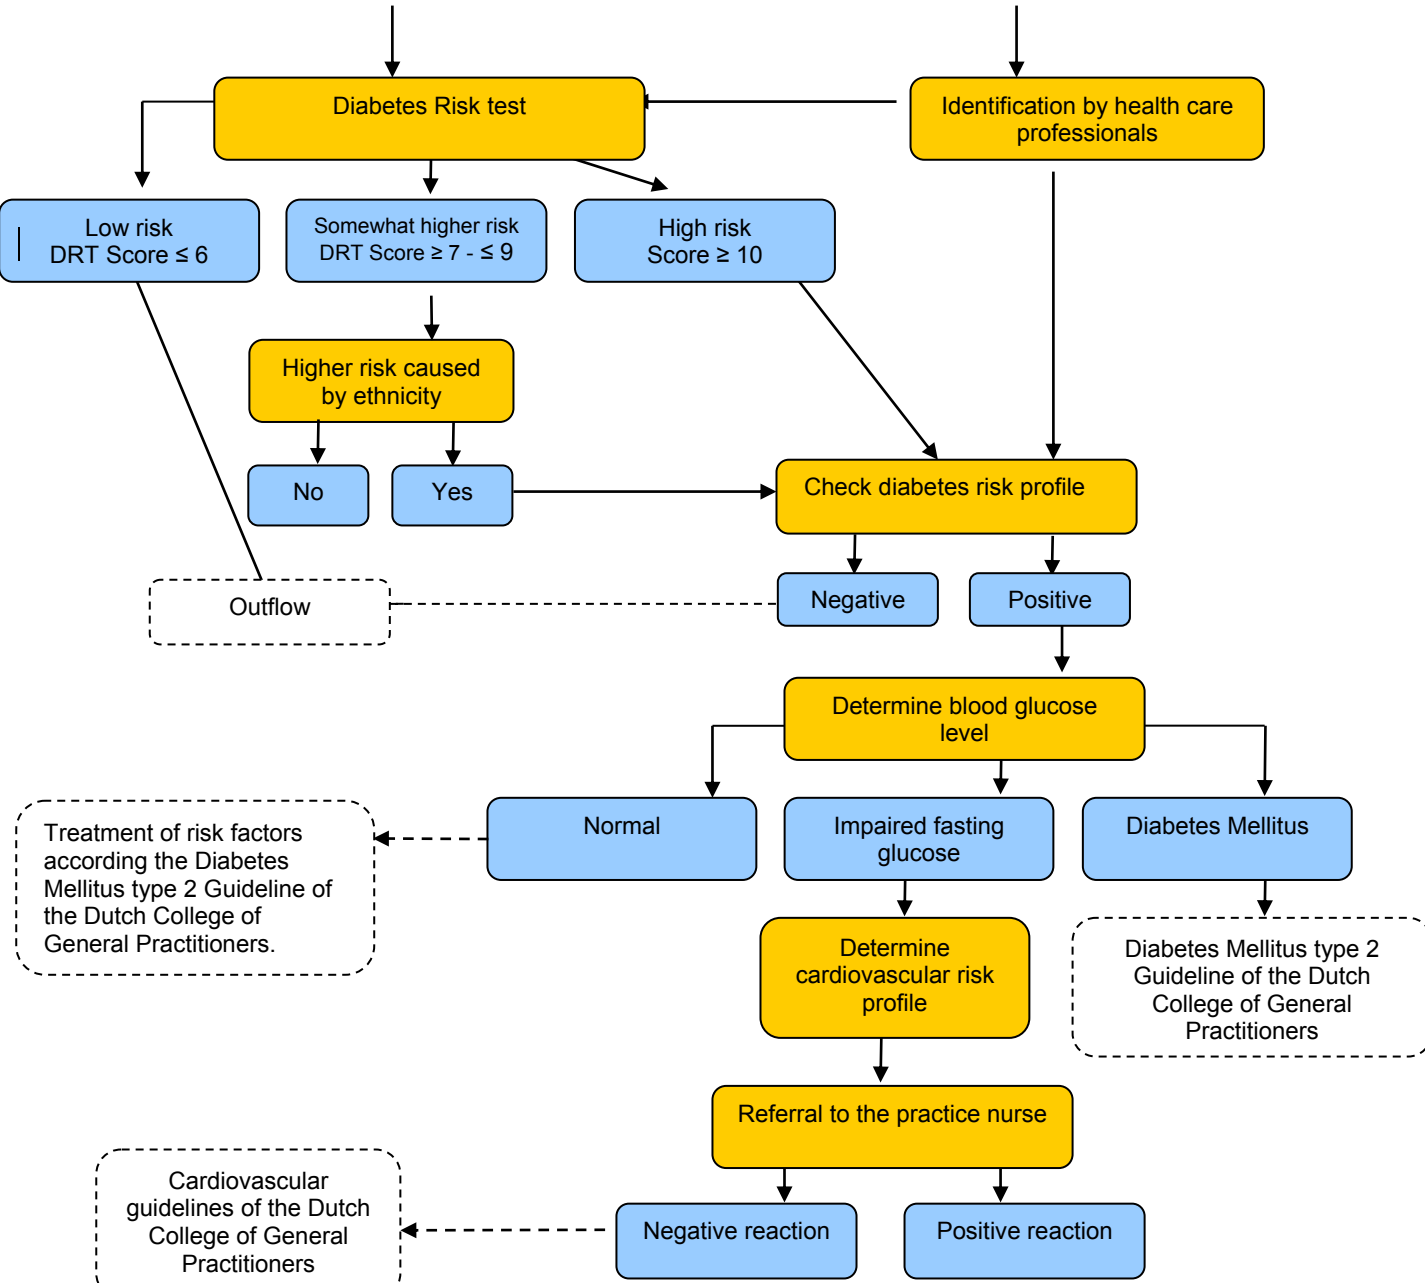 Diabetes Risk test
Identification by health care
professionals
Low risk
DRT Score ≤ 6
Somewhat higher risk
DRT Score ≥ 7 - ≤ 9
High risk
Score ≥ 10
Higher risk caused
by ethnicity
No
Yes
Check diabetes risk profile
Outflow
Negative
Positive
Determine blood glucose
level
Treatment of risk factors
according the Diabetes
Mellitus type 2 Guideline of
the Dutch College of
General Practitioners.
Normal
Impaired fasting
glucose
Diabetes Mellitus
Determine
cardiovascular risk
profile
Diabetes Mellitus type 2
Guideline of the Dutch
College of General
Practitioners
Referral to the practice nurse
Cardiovascular
guidelines of the Dutch
College of General
Practitioners
Negative reaction
Positive reaction